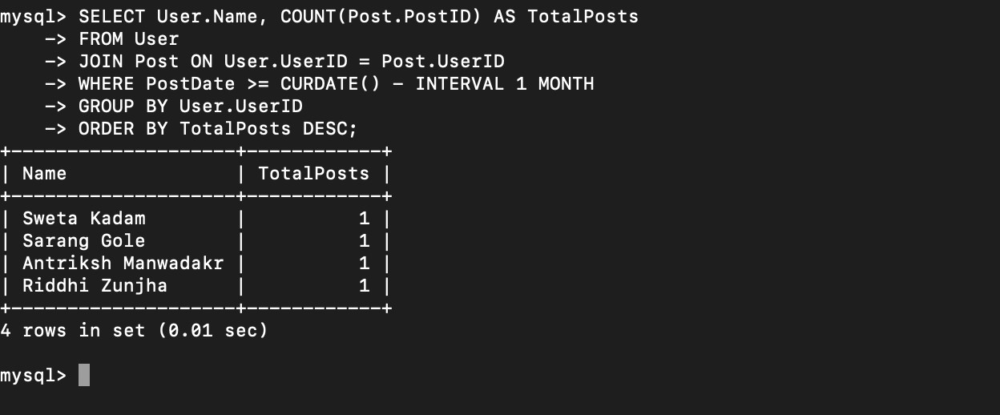 mysql> SELECT User.Name, COUNT(Post.PostID) AS TotalPosts
    -> FROM User
    -> JOIN Post ON User.UserID = Post.UserID
    -> WHERE PostDate >= CURDATE() - INTERVAL 1 MONTH
    -> GROUP BY User.UserID
    -> ORDER BY TotalPosts DESC;
+--------------------+------------+
| Name               | TotalPosts |
+--------------------+------------+
| Sweta Kadam        |          1 |
| Sarang Gole        |          1 |
| Antriksh Manwadakr |          1 |
| Riddhi Zunjha      |          1 |
+--------------------+------------+
4 rows in set (0.01 sec)
mysql>